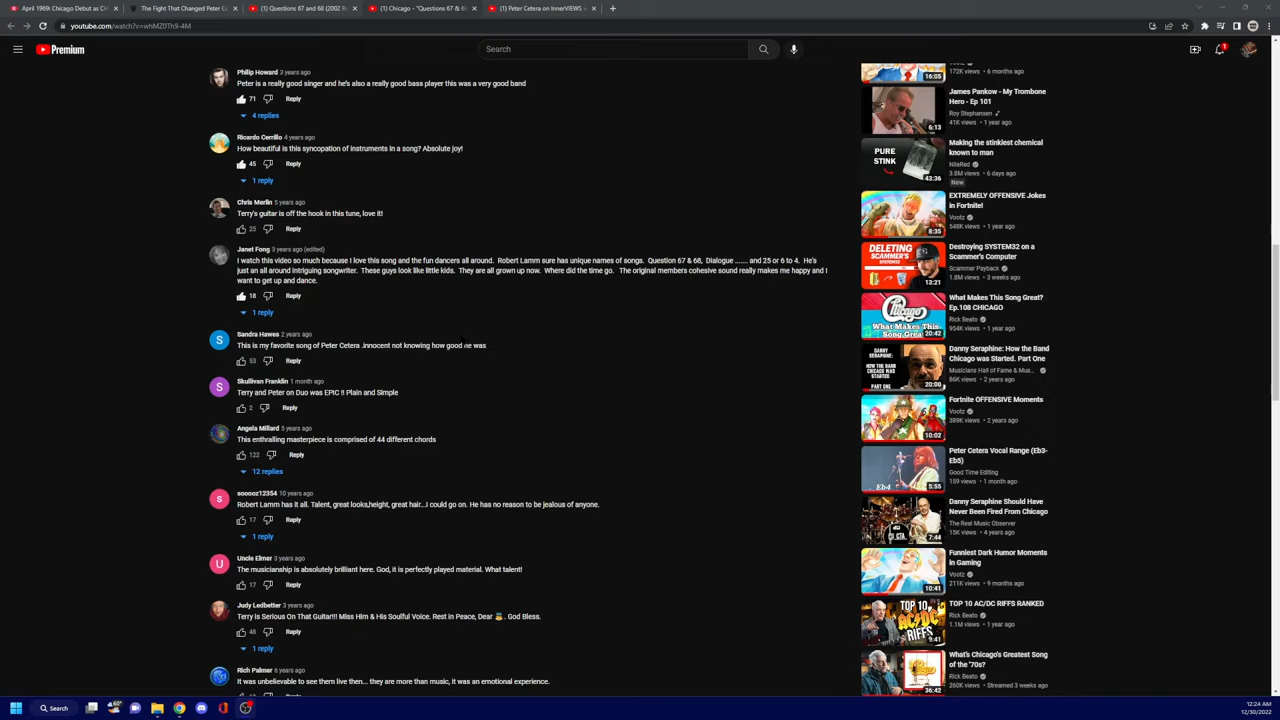 April 1969: Chicago Debut as Ch
The Fight That Changed Peter C
(1) Questions 67 and 68 (2002 R
(1) Chicago - "Questions 67 & 6
(1) Peter Cetera on InnerVIEWS w
youtube.com/watch?v=whMZ0Th9-4M
Premium
Search
1
Philip Howard 3 years ago
Peter is a really good singer and he's also a really good bass player this was a very good band
71 Reply
4 replies
Ricardo Cerrillo 4 years ago
How beautiful is this syncopation of instruments in a song? Absolute joy!
45 Reply
1 reply
Chris Merlin 5 years ago
Terry's guitar is off the hook in this tune, love it!
25 Reply
Janet Fong 3 years ago (edited)
I watch this video so much because I love this song and the fun dancers all around. Robert Lamm sure has unique names of songs. Question 67 & 68, Dialogue ....... and 25 or 6 to 4. He's
just an all around intriguing songwriter. These guys look like little kids. They are all grown up now. Where did the time go. The original members cohesive sound really makes me happy and I
want to get up and dance.
18 Reply
1 reply
S
Sandra Hawes 2 years ago
This is my favorite song of Peter Cetera .innocent not knowing how good he was
53 Reply
S
Skullivan Franklin 1 month ago
Terry and Peter on Duo was EPIC !! Plain and Simple
2 Reply
Angela Millard 5 years ago
This enthralling masterpiece is comprised of 44 different chords
122 Reply
12 replies
s
sooooz12354 10 years ago
Robert Lamm has it all. Talent, great looks,height, great hair...I could go on. He has no reason to be jealous of anyone.
17 Reply
1 reply
U
Uncle Elmer 3 years ago
The musicianship is absolutely brilliant here. God, it is perfectly played material. What talent!
17 Reply
Judy Ledbetter 3 years ago
Terry is Serious On That Guitar!!! Miss Him & His Soulful Voice. Rest in Peace, Dear 😇. God Bless.
48 Reply
1 reply
Rich Palmer 6 years ago
It was unbelievable to see them live then... they are more than music, it was an emotional experience.
16:05
172K views • 6 months ago
James Pankow - My Trombone
Hero - Ep 101
Roy Stephansen
41K views • 1 year ago
6:13
Making the stinkiest chemical
known to man
NileRed
3.8M views • 6 days ago
New
PURE
STINK
43:36
EXTREMELY OFFENSIVE Jokes
in Fortnite!
Vootz
548K views • 1 year ago
8:35
Destroying SYSTEM32 on a
Scammer's Computer
Scammer Payback
1.8M views • 3 weeks ago
DELETING
SCAMMER'S
SYSTEM32
13:21
What Makes This Song Great?
Ep.108 CHICAGO
Rick Beato
954K views • 1 year ago
Chicago
What Makes
This Song Grea
20:42
Danny Seraphine: How the Band
Chicago was Started. Part One
Musicians Hall of Fame & Mus...
86K views • 2 years ago
DANNY
SERAPHINE:
HOW THE BAND
CHICAGO WAS
STARTED
PART ONE
20:00
Fortnite OFFENSIVE Moments
Vootz
389K views • 2 years ago
10:02
Peter Cetera Vocal Range (Eb3-
Eb5)
Good Time Editing
159 views • 1 month ago
Eb4
5:55
Danny Seraphine Should Have
Never Been Fired From Chicago
The Real Music Observer
15K views • 4 years ago
7:44
Funniest Dark Humor Moments
in Gaming
Vootz
211K views • 9 months ago
10:41
TOP 10 AC/DC RIFFS RANKED
Rick Beato
1.1M views • 1 year ago
TOP 10
AC/DC
RIFFS
9:41
What's Chicago's Greatest Song
of the '70s?
Rick Beato
260K views • Streamed 3 weeks ago
36:42
Search
12:24 AM
12/30/2022